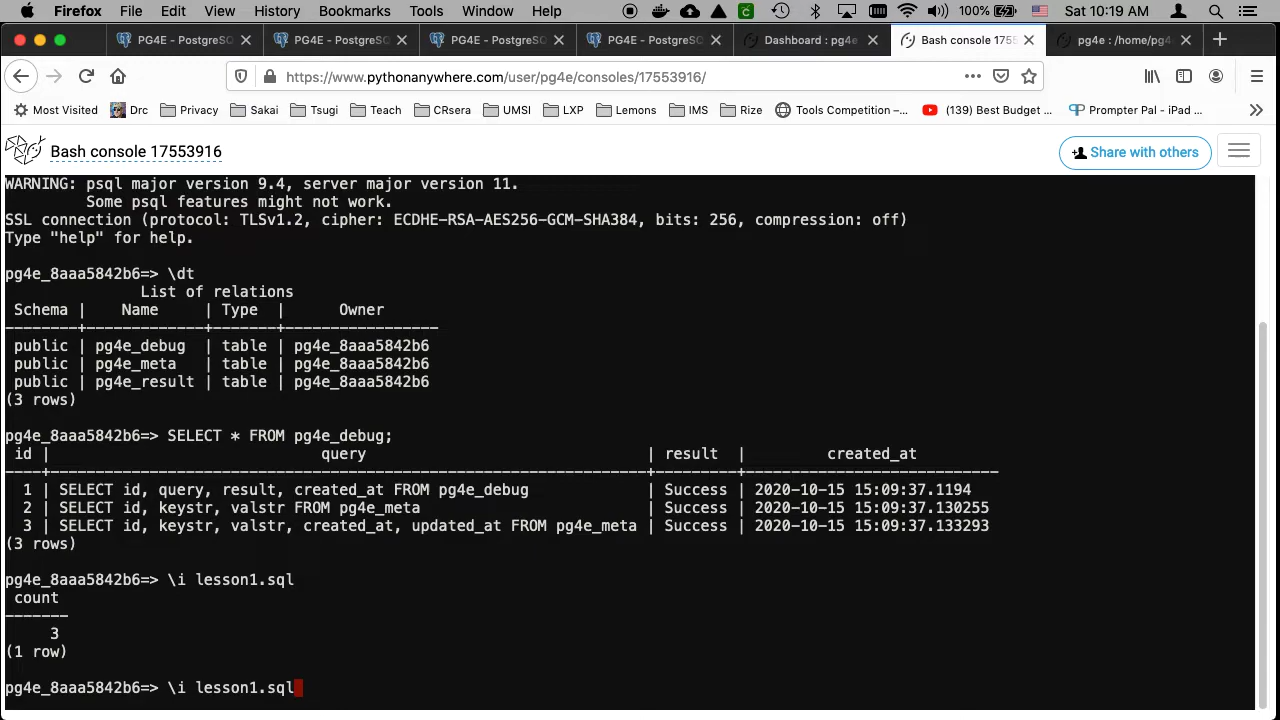 Firefox File Edit View History Bookmarks Tools Window Help 100% Sat 10:19 AM
PG4E - PostgreSQ PG4E - PostgreSQ PG4E - PostgreSQ PG4E - PostgreSQ Dashboard : pg4e Bash console 1755 pg4e : /home/pg4
https://www.pythonanywhere.com/user/pg4e/consoles/17553916/
Most Visited Drc Privacy Sakai Tsugi Teach CRsera UMSI LXP Lemons IMS Rize Tools Competition –... (139) Best Budget ... Prompter Pal - iPad ...
Bash console 17553916 Share with others
WARNING: psql major version 9.4, server major version 11.
         Some psql features might not work.
SSL connection (protocol: TLSv1.2, cipher: ECDHE-RSA-AES256-GCM-SHA384, bits: 256, compression: off)
Type "help" for help.
pg4e_8aaa5842b6=> \dt
               List of relations
 Schema |    Name     | Type  |     Owner
--------+-------------+-------+-----------------
 public | pg4e_debug  | table | pg4e_8aaa5842b6
 public | pg4e_meta   | table | pg4e_8aaa5842b6
 public | pg4e_result | table | pg4e_8aaa5842b6
(3 rows)
pg4e_8aaa5842b6=> SELECT * FROM pg4e_debug;
 id |                              query                               | result  |         created_at
----+------------------------------------------------------------------+---------+----------------------------
  1 | SELECT id, query, result, created_at FROM pg4e_debug             | Success | 2020-10-15 15:09:37.1194
  2 | SELECT id, keystr, valstr FROM pg4e_meta                         | Success | 2020-10-15 15:09:37.130255
  3 | SELECT id, keystr, valstr, created_at, updated_at FROM pg4e_meta | Success | 2020-10-15 15:09:37.133293
(3 rows)
pg4e_8aaa5842b6=> \i lesson1.sql
 count
-------
     3
(1 row)
pg4e_8aaa5842b6=> \i lesson1.sql